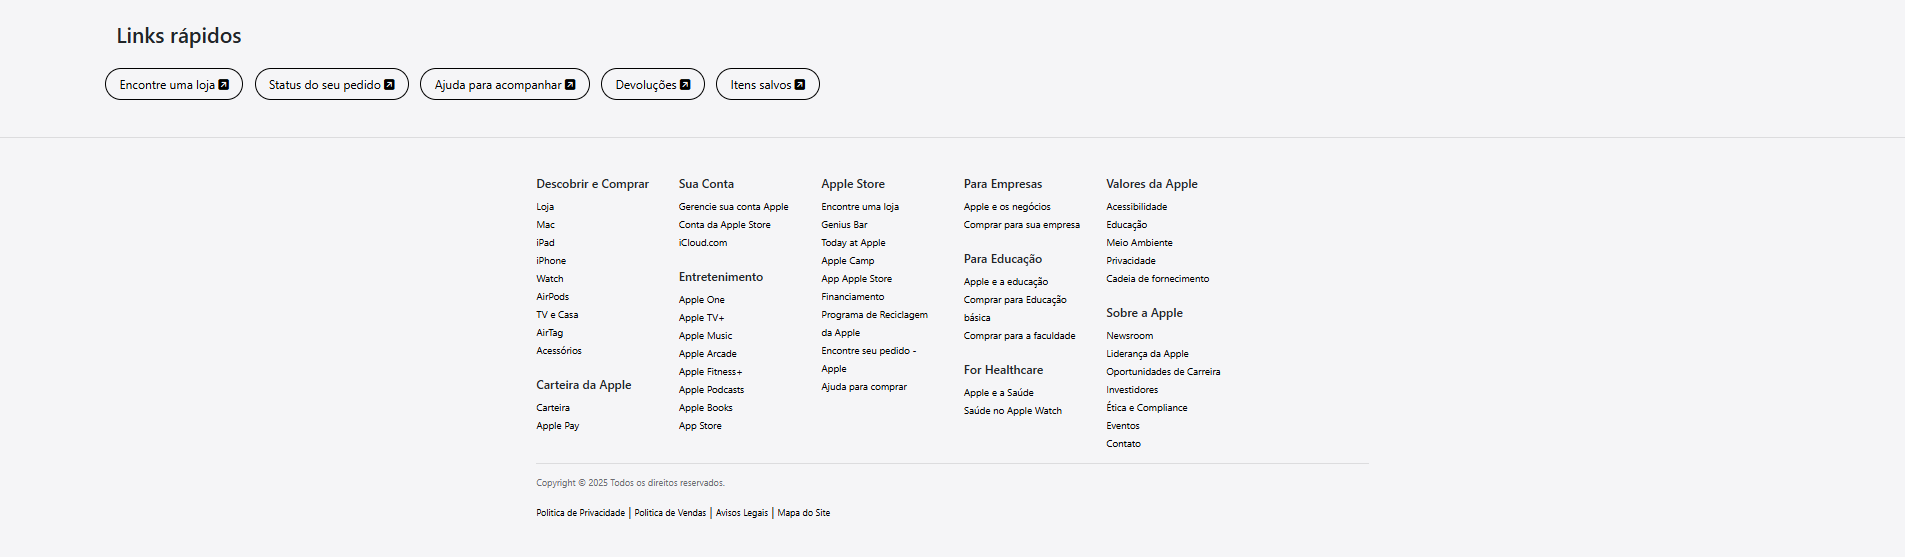 Links rápidos
Encontre uma loja
Status do seu pedido
Ajuda para acompanhar
Devoluções
Itens salvos
Descobrir e Comprar
Loja
Mac
iPad
iPhone
Watch
AirPods
TV e Casa
AirTag
Acessórios
Carteira da Apple
Carteira
Apple Pay
Sua Conta
Gerencie sua conta Apple
Conta da Apple Store
iCloud.com
Entretenimento
Apple One
Apple TV+
Apple Music
Apple Arcade
Apple Fitness+
Apple Podcasts
Apple Books
App Store
Apple Store
Encontre uma loja
Genius Bar
Today at Apple
Apple Camp
App Apple Store
Financiamento
Programa de Reciclagem
da Apple
Encontre seu pedido -
Apple
Ajuda para comprar
Para Empresas
Apple e os negócios
Comprar para sua empresa
Para Educação
Apple e a educação
Comprar para Educação
básica
Comprar para a faculdade
For Healthcare
Apple e a Saúde
Saúde no Apple Watch
Valores da Apple
Acessibilidade
Educação
Meio Ambiente
Privacidade
Cadeia de fornecimento
Sobre a Apple
Newsroom
Liderança da Apple
Oportunidades de Carreira
Investidores
Ética e Compliance
Eventos
Contato
Copyright © 2025 Todos os direitos reservados.
Politica de Privacidade | Politica de Vendas | Avisos Legais | Mapa do Site